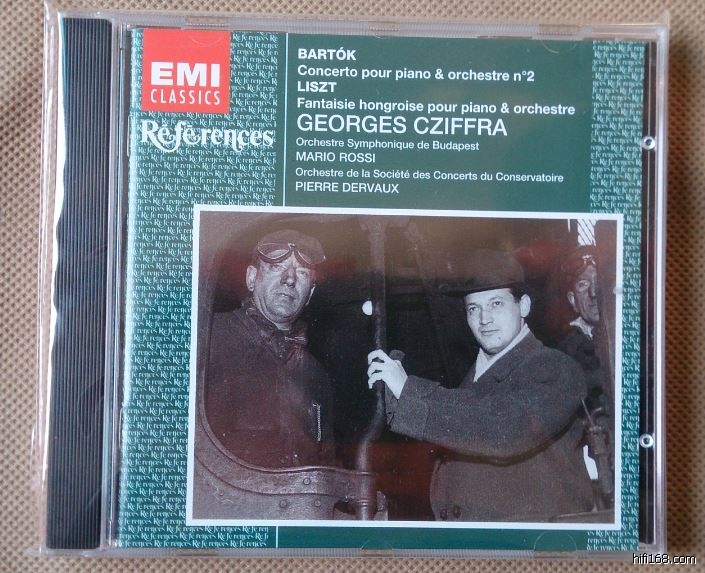 EMI
CLASSICS
Références
BARTÓK
Concerto pour piano & orchestre n°2
LISZT
Fantaisie hongroise pour piano & orchestre
GEORGES CZIFFRA
Orchestre Symphonique de Budapest
MARIO ROSSI
Orchestre de la Société des Concerts du Conservatoire
PIERRE DERVAUX
hifi168.com